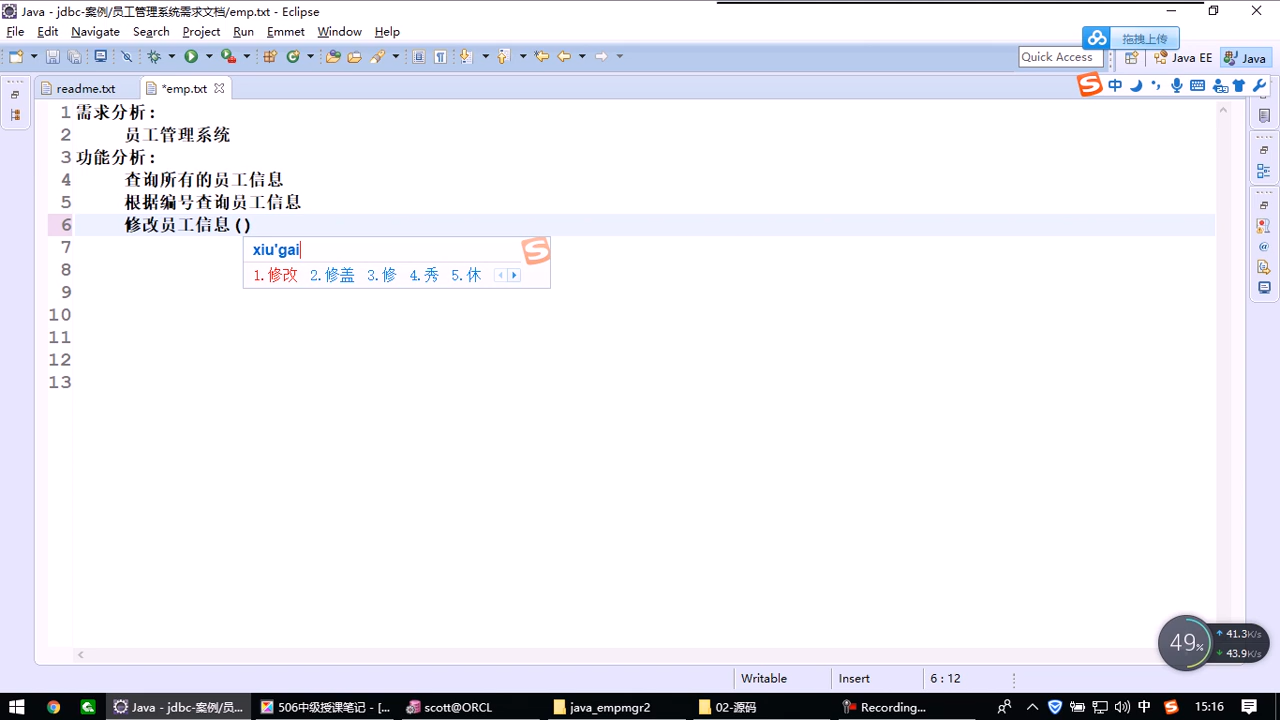 Java - jdbc-案例/员工管理系统需求文档/emp.txt - Eclipse
File Edit Navigate Search Project Run Emmet Window Help
拖拽上传
Quick Access Java EE Java
中
readme.txt *emp.txt
1 需求分析:
2 员工管理系统
3 功能分析:
4 查询所有的员工信息
5 根据编号查询员工信息
6 修改员工信息()
7
xiu'gai
8
1.修改 2.修盖 3.修 4.秀 5.休
9
10
11
12
13
49% 41.3K/s
43.9K/s
Writable Insert 6 : 12
Java - jdbc-案例/员... 506中级授课笔记 - [... scott@ORCL java_empmgr2 02-源码 Recording... 中 15:16